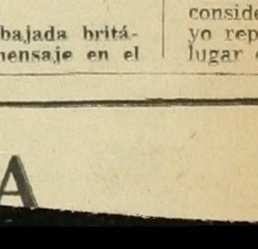 bajada britá-
mensaje en el
conside
yo rep
lugar
A